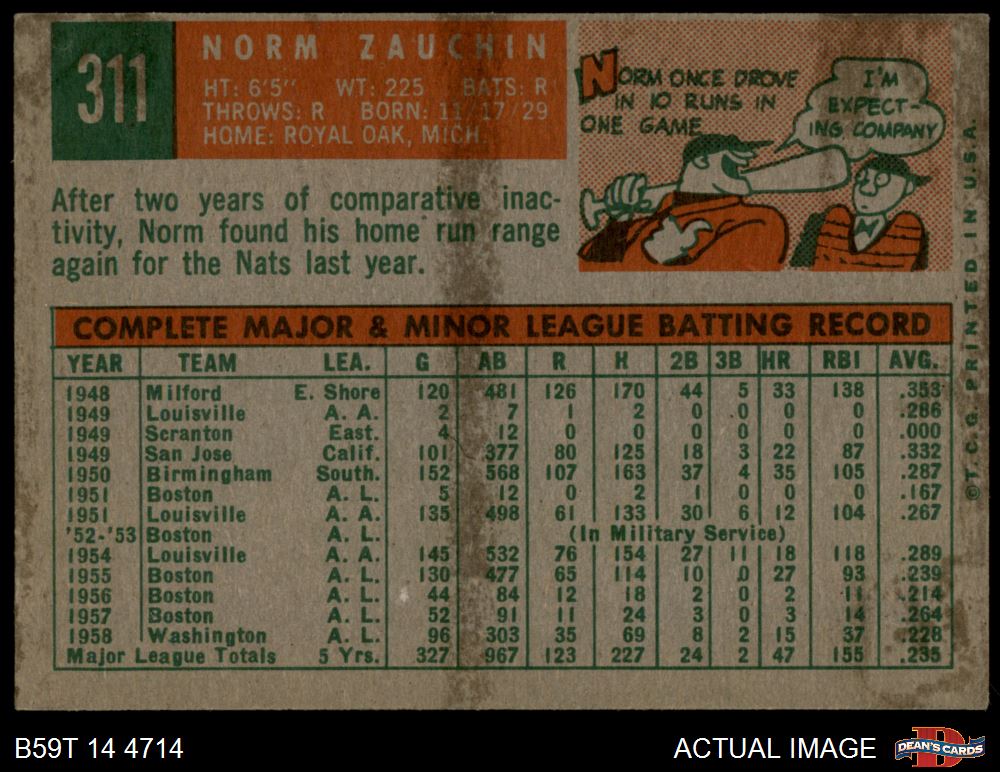 311
NORM ZAUCHIN
HT: 6'5" WT: 225 BATS: R
THROWS: R BORN: 11/17/29
HOME: ROYAL OAK, MICH.
NORM ONCE DROVE
IN 10 RUNS IN
ONE GAME
I'M
EXPECT-
ING COMPANY
After two years of comparative inac-
tivity, Norm found his home run range
again for the Nats last year.
COMPLETE MAJOR & MINOR LEAGUE BATTING RECORD
YEAR TEAM LEA. G AB R H 2B 3B HR RBI AVG.
1948 Milford E. Shore 120 481 126 170 44 5 33 138 .353
1949 Louisville A. A. 2 7 1 2 0 0 0 0 .286
1949 Scranton East. 4 12 0 0 0 0 0 0 .000
1949 San Jose Calif. 101 377 80 125 18 3 22 87 .332
1950 Birmingham South. 152 568 107 163 37 4 35 105 .287
1951 Boston A. L. 5 12 0 2 1 0 0 0 .167
1951 Louisville A. A. 135 498 61 133 30 6 12 104 .267
'52-'53 Boston A. L. (In Military Service)
1954 Louisville A. A. 145 532 76 154 27 11 18 118 .289
1955 Boston A. L. 130 477 65 114 10 0 27 93 .239
1956 Boston A. L. 44 84 12 18 2 0 2 11 .214
1957 Boston A. L. 52 91 11 24 3 0 3 14 .264
1958 Washington A. L. 96 303 35 69 8 2 15 37 .228
Major League Totals 5 Yrs. 327 967 123 227 24 2 47 155 .235
©T.C.G. PRINTED IN U.S.A.
B59T 14 4714
ACTUAL IMAGE
DEAN'S CARDS